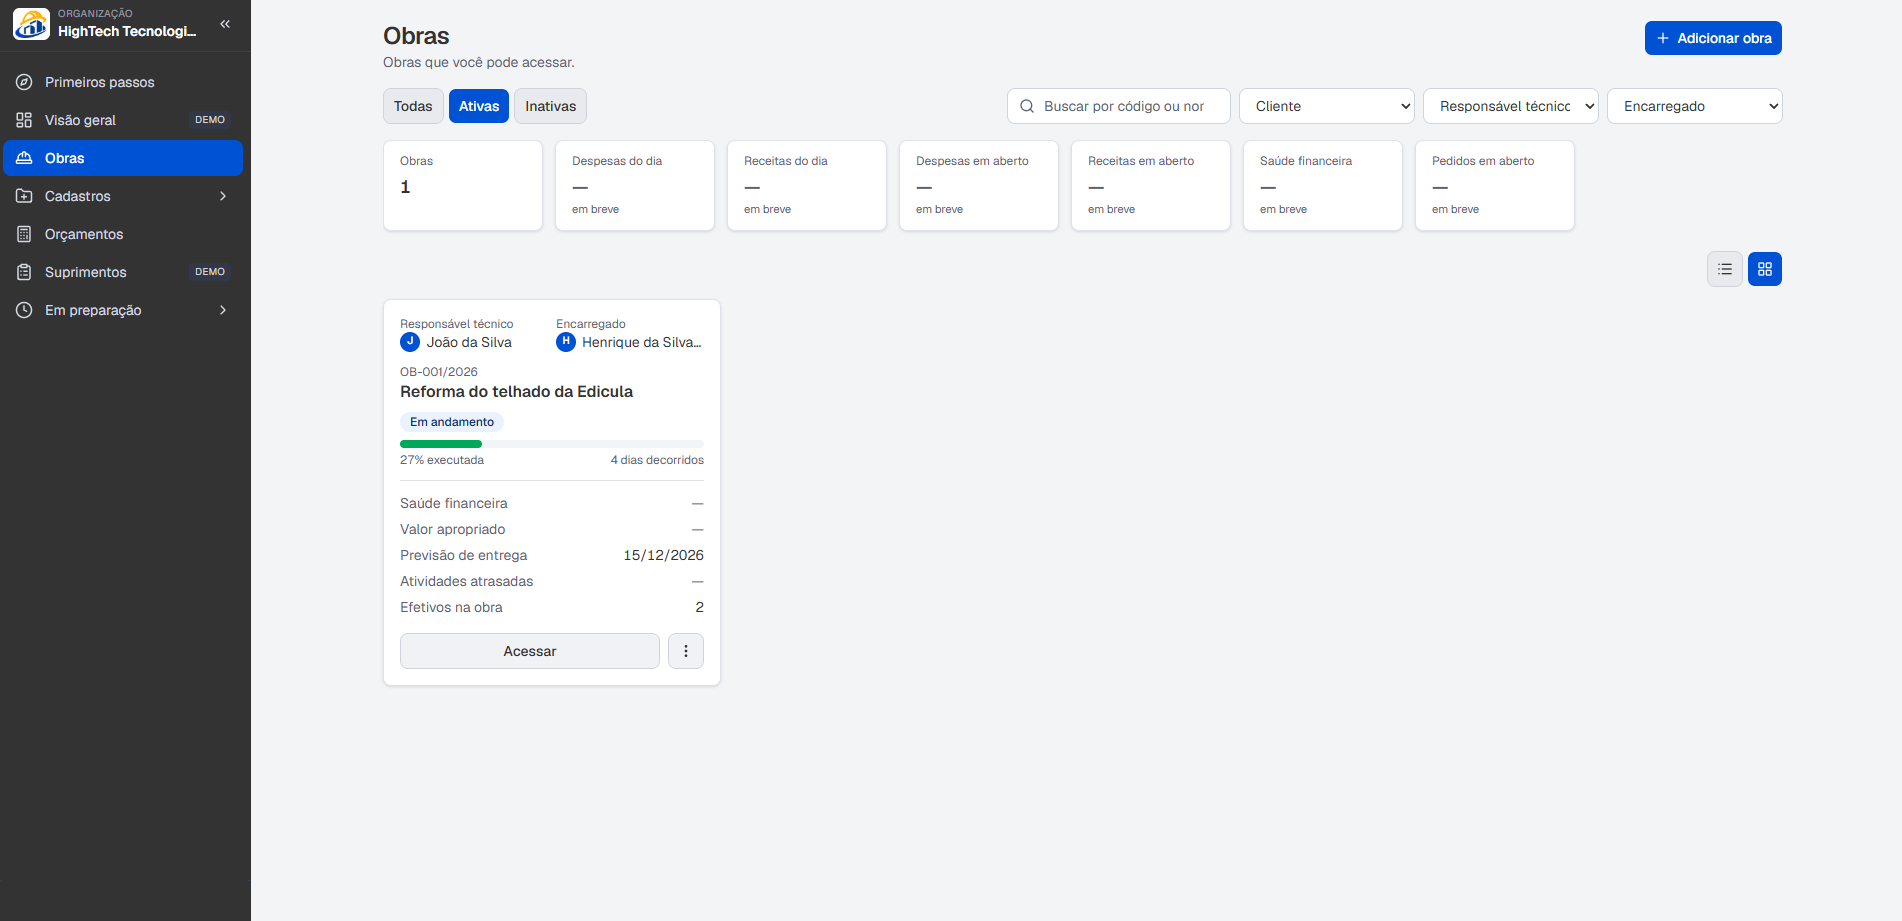 ORGANIZAÇÃO
HighTech Tecnologi...
Primeiros passos
Visão geral DEMO
Obras
Cadastros
Orçamentos
Suprimentos DEMO
Em preparação
Obras
Obras que você pode acessar.
Adicionar obra
Todas Ativas Inativas
Buscar por código ou nor
Cliente
Responsável técnic
Encarregado
Obras
1
Despesas do dia
—
em breve
Receitas do dia
—
em breve
Despesas em aberto
—
em breve
Receitas em aberto
—
em breve
Saúde financeira
—
em breve
Pedidos em aberto
—
em breve
Responsável técnico Encarregado
J João da Silva H Henrique da Silva...
OB-001/2026
Reforma do telhado da Edicula
Em andamento
27% executada 4 dias decorridos
Saúde financeira —
Valor apropriado —
Previsão de entrega 15/12/2026
Atividades atrasadas —
Efetivos na obra 2
Acessar